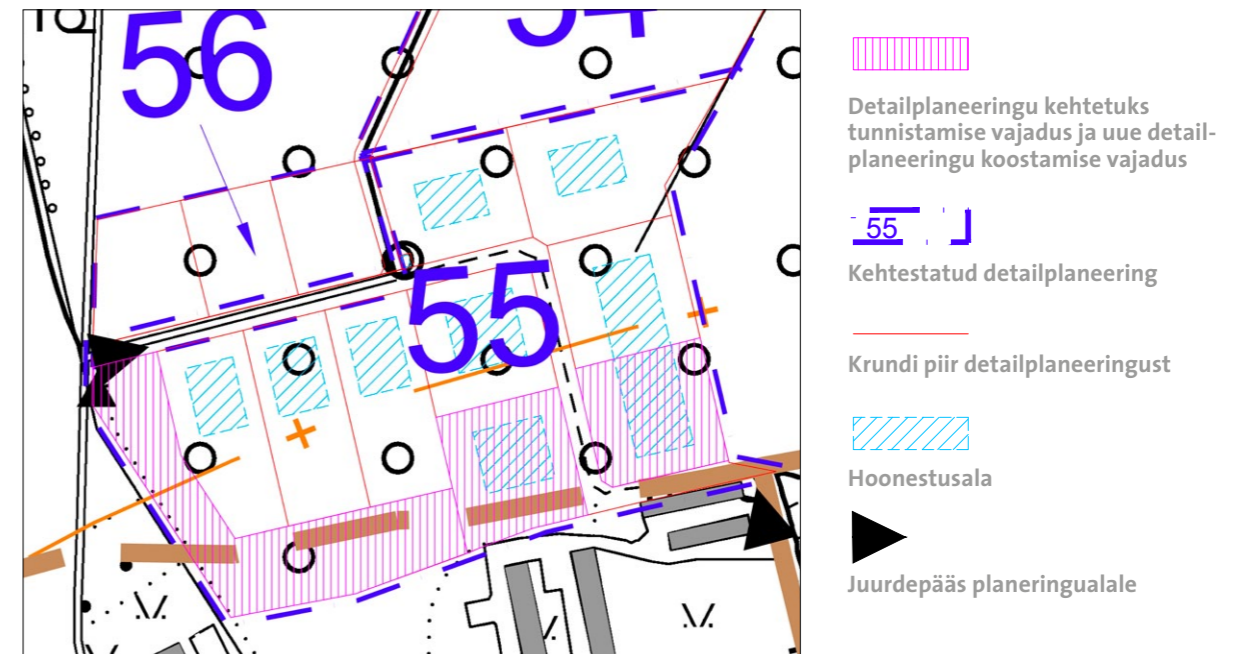 56
55
Detailplaneeringu kehtetuks
tunnistamise vajadus ja uue detail-
planeeringu koostamise vajadus
55
Kehtestatud detailplaneering
Krundi piir detailplaneeringust
Hoonestusala
Juurdepääs planeringualale